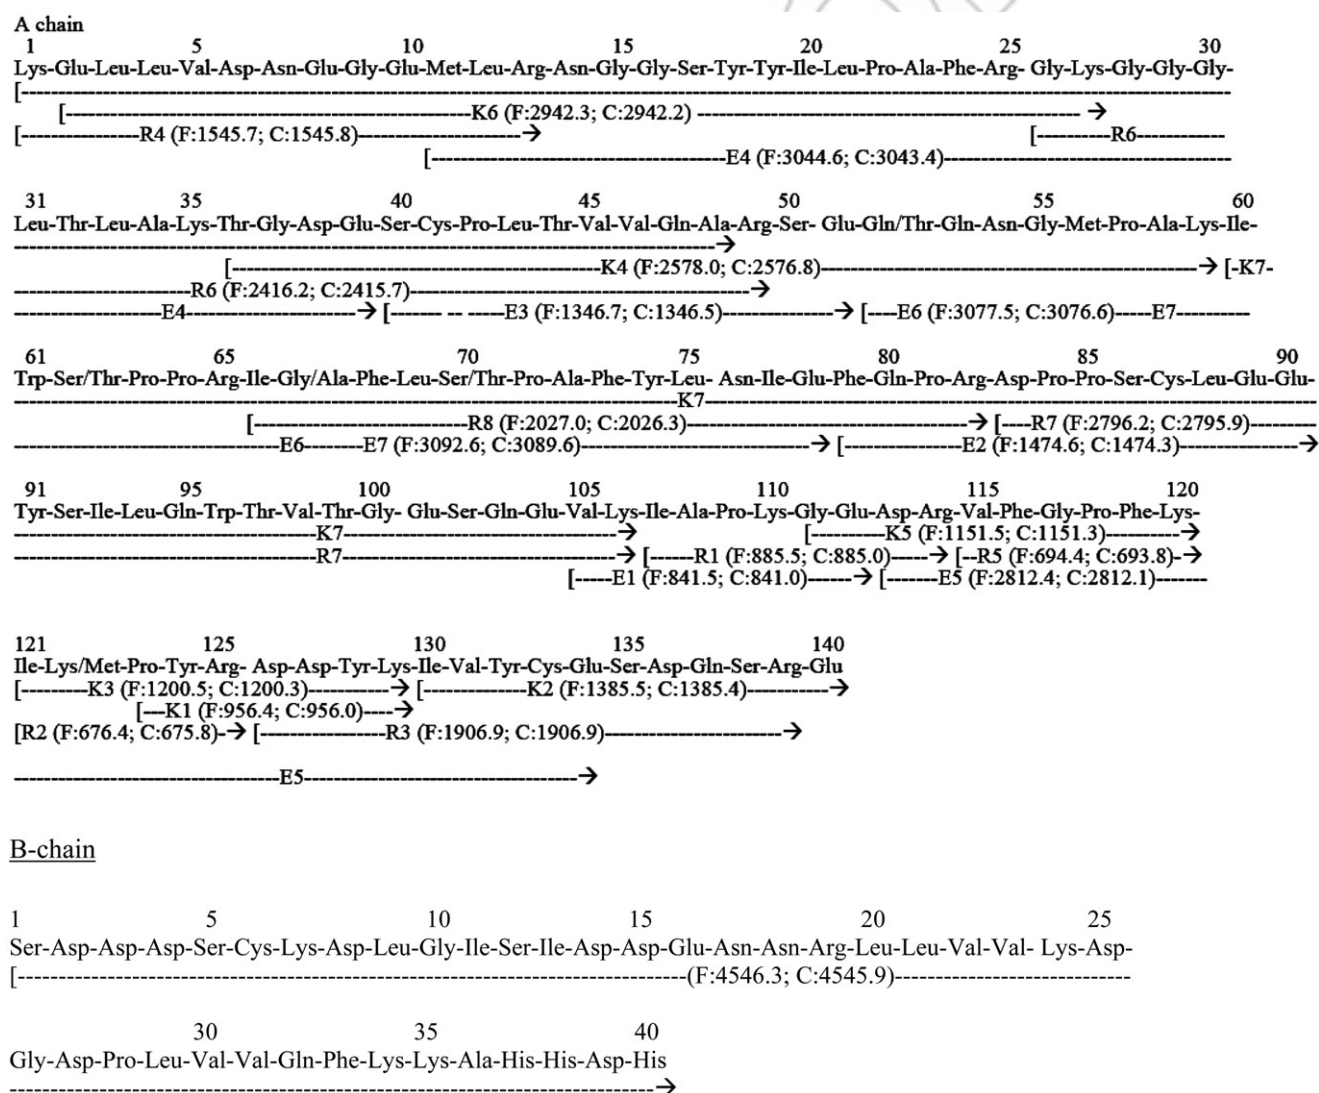 A chain
1 5 10 15 20 25 30
Lys-Glu-Leu-Leu-Val-Asp-Asn-Glu-Gly-Glu-Met-Leu-Arg-Asn-Gly-Gly-Ser-Tyr-Tyr-Ile-Leu-Pro-Ala-Phe-Arg- Gly-Lys-Gly-Gly-Gly-
K6 (F:2942.3; C:2942.2)
R4 (F:1545.7; C:1545.8) R6
E4 (F:3044.6; C:3043.4)
31 35 40 45 50 55 60
Leu-Thr-Leu-Ala-Lys-Thr-Gly-Asp-Glu-Ser-Cys-Pro-Leu-Thr-Val-Val-Gln-Ala-Arg-Ser- Glu-Gln/Thr-Gln-Asn-Gly-Met-Pro-Ala-Lys-Ile-
K4 (F:2578.0; C:2576.8) K7
R6 (F:2416.2; C:2415.7)
E4 E3 (F:1346.7; C:1346.5) E6 (F:3077.5; C:3076.6) E7
61 65 70 75 80 85 90
Trp-Ser/Thr-Pro-Pro-Arg-Ile-Gly/Ala-Phe-Leu-Ser/Thr-Pro-Ala-Phe-Tyr-Leu- Asn-Ile-Glu-Phe-Gln-Pro-Arg-Asp-Pro-Pro-Ser-Cys-Leu-Glu-Glu-
K7
R8 (F:2027.0; C:2026.3) R7 (F:2796.2; C:2795.9)
E6 E7 (F:3092.6; C:3089.6) E2 (F:1474.6; C:1474.3)
91 95 100 105 110 115 120
Tyr-Ser-Ile-Leu-Gln-Trp-Thr-Val-Thr-Gly- Glu-Ser-Gln-Glu-Val-Lys-Ile-Ala-Pro-Lys-Gly-Glu-Asp-Arg-Val-Phe-Gly-Pro-Phe-Lys-
K7 K5 (F:1151.5; C:1151.3)
R7 R1 (F:885.5; C:885.0) R5 (F:694.4; C:693.8)
E1 (F:841.5; C:841.0) E5 (F:2812.4; C:2812.1)
121 125 130 135 140
Ile-Lys/Met-Pro-Tyr-Arg- Asp-Asp-Tyr-Lys-Ile-Val-Tyr-Cys-Glu-Ser-Asp-Gln-Ser-Arg-Glu
K3 (F:1200.5; C:1200.3) K2 (F:1385.5; C:1385.4)
K1 (F:956.4; C:956.0)
R2 (F:676.4; C:675.8) R3 (F:1906.9; C:1906.9)
E5
B-chain
1 5 10 15 20 25
Ser-Asp-Asp-Asp-Ser-Cys-Lys-Asp-Leu-Gly-Ile-Ser-Ile-Asp-Asp-Glu-Asn-Asn-Arg-Leu-Leu-Val-Val- Lys-Asp-
(F:4546.3; C:4545.9)
30 35 40
Gly-Asp-Pro-Leu-Val-Val-Gln-Phe-Lys-Lys-Ala-His-His-Asp-His